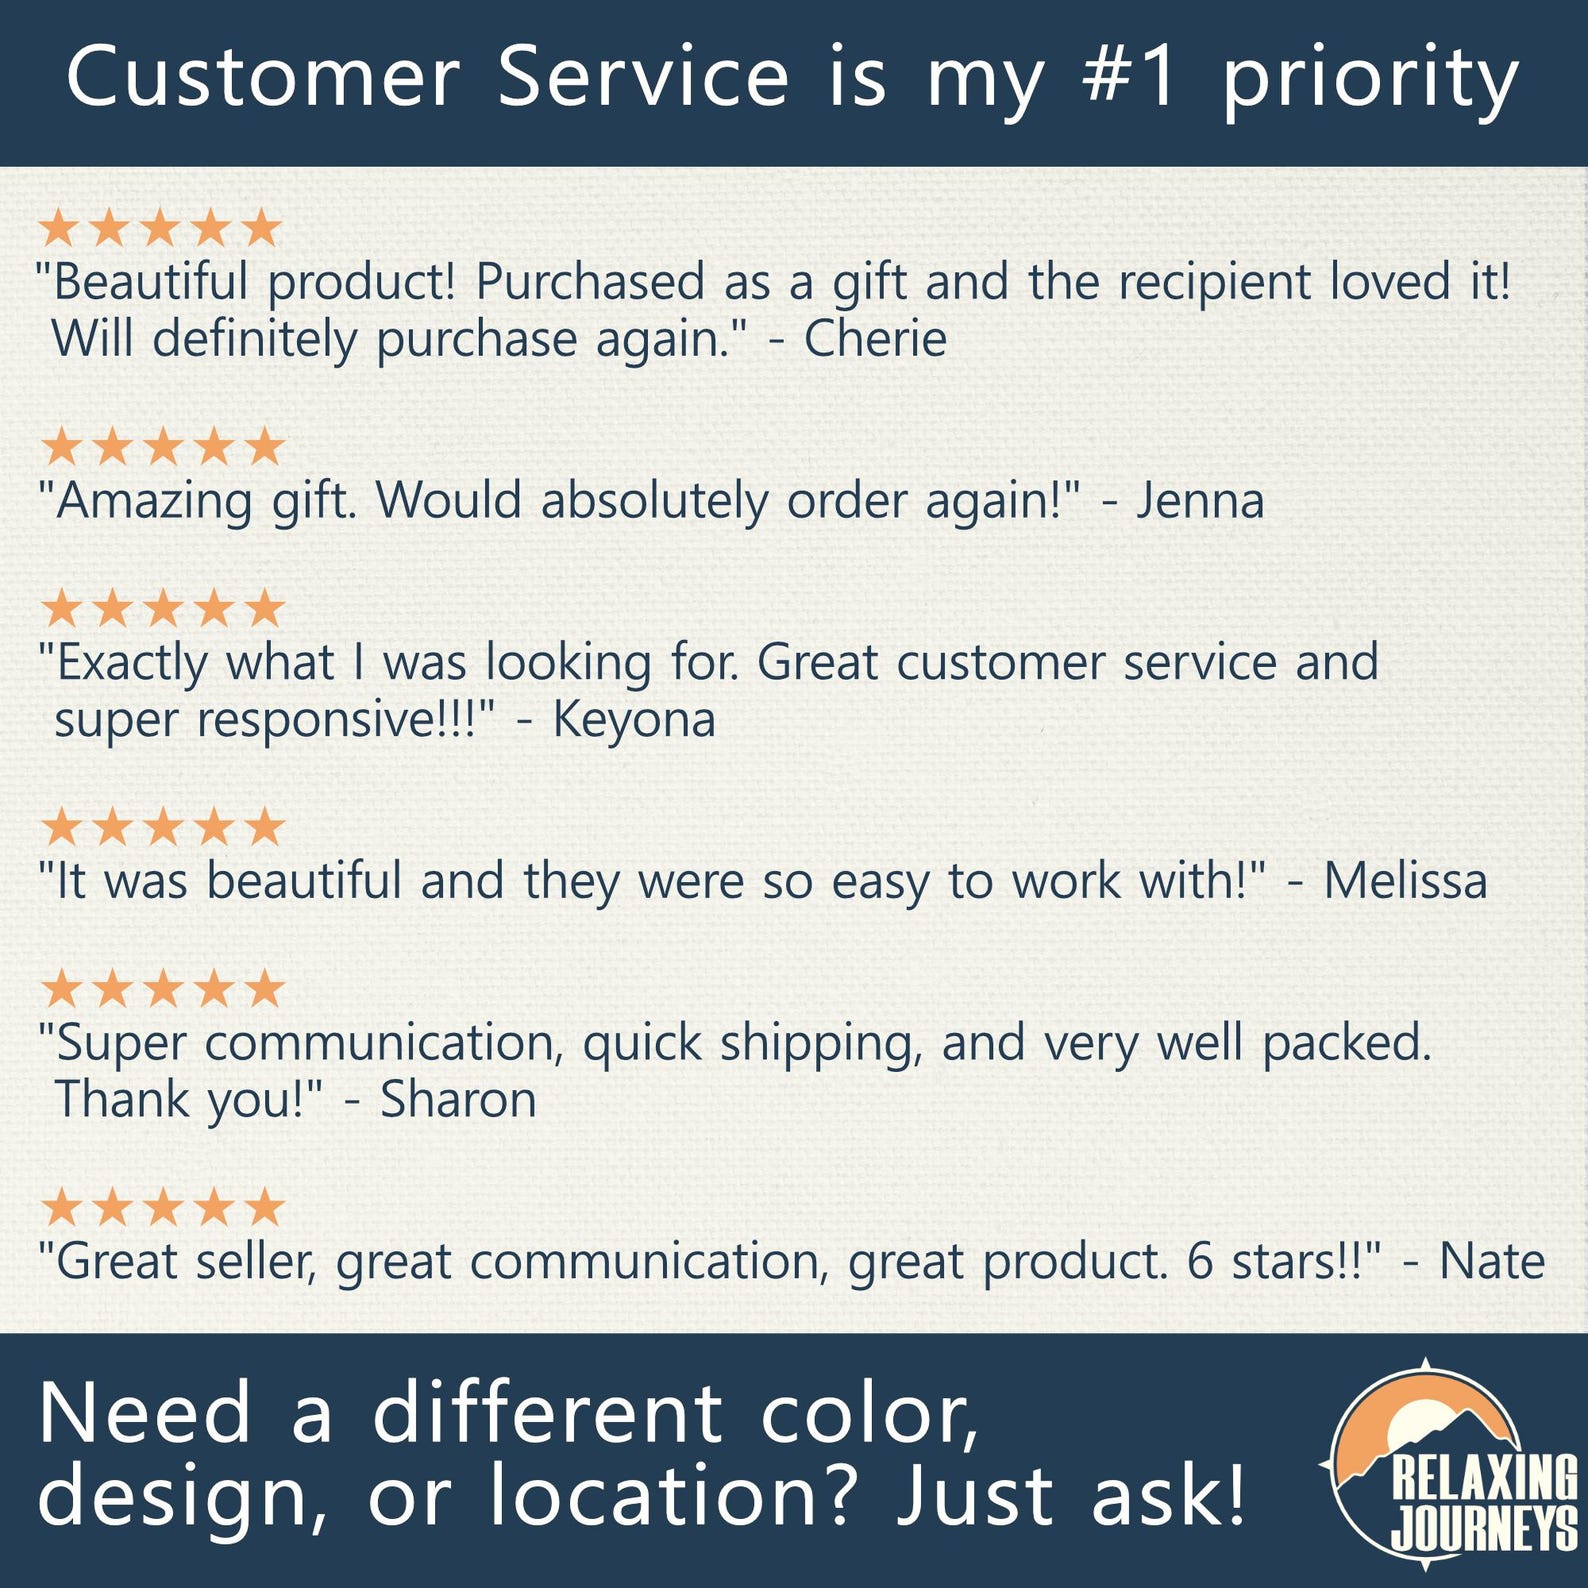 Customer Service is my #1 priority
★★★★★
"Beautiful product! Purchased as a gift and the recipient loved it!
Will definitely purchase again." - Cherie
★★★★★
"Amazing gift. Would absolutely order again!" - Jenna
★★★★★
"Exactly what I was looking for. Great customer service and
super responsive!!!" - Keyona
★★★★★
"It was beautiful and they were so easy to work with!" - Melissa
★★★★★
"Super communication, quick shipping, and very well packed.
Thank you!" - Sharon
★★★★★
"Great seller, great communication, great product. 6 stars!!" - Nate
Need a different color,
design, or location? Just ask!
RELAXING
JOURNEYS